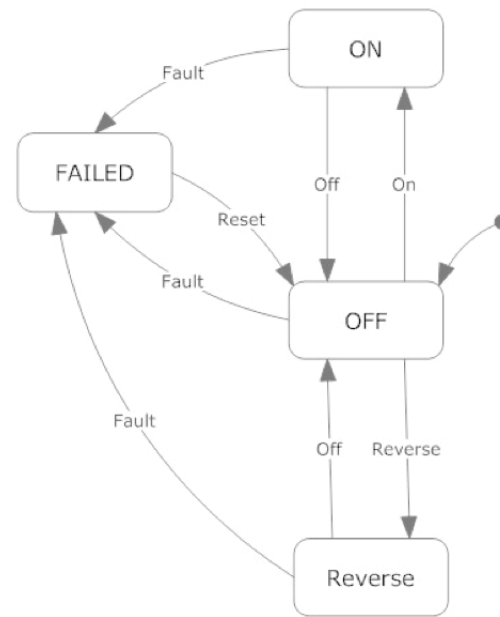 ON
Fault
FAILED
Off
On
Reset
Fault
OFF
Fault
Off
Reverse
Reverse